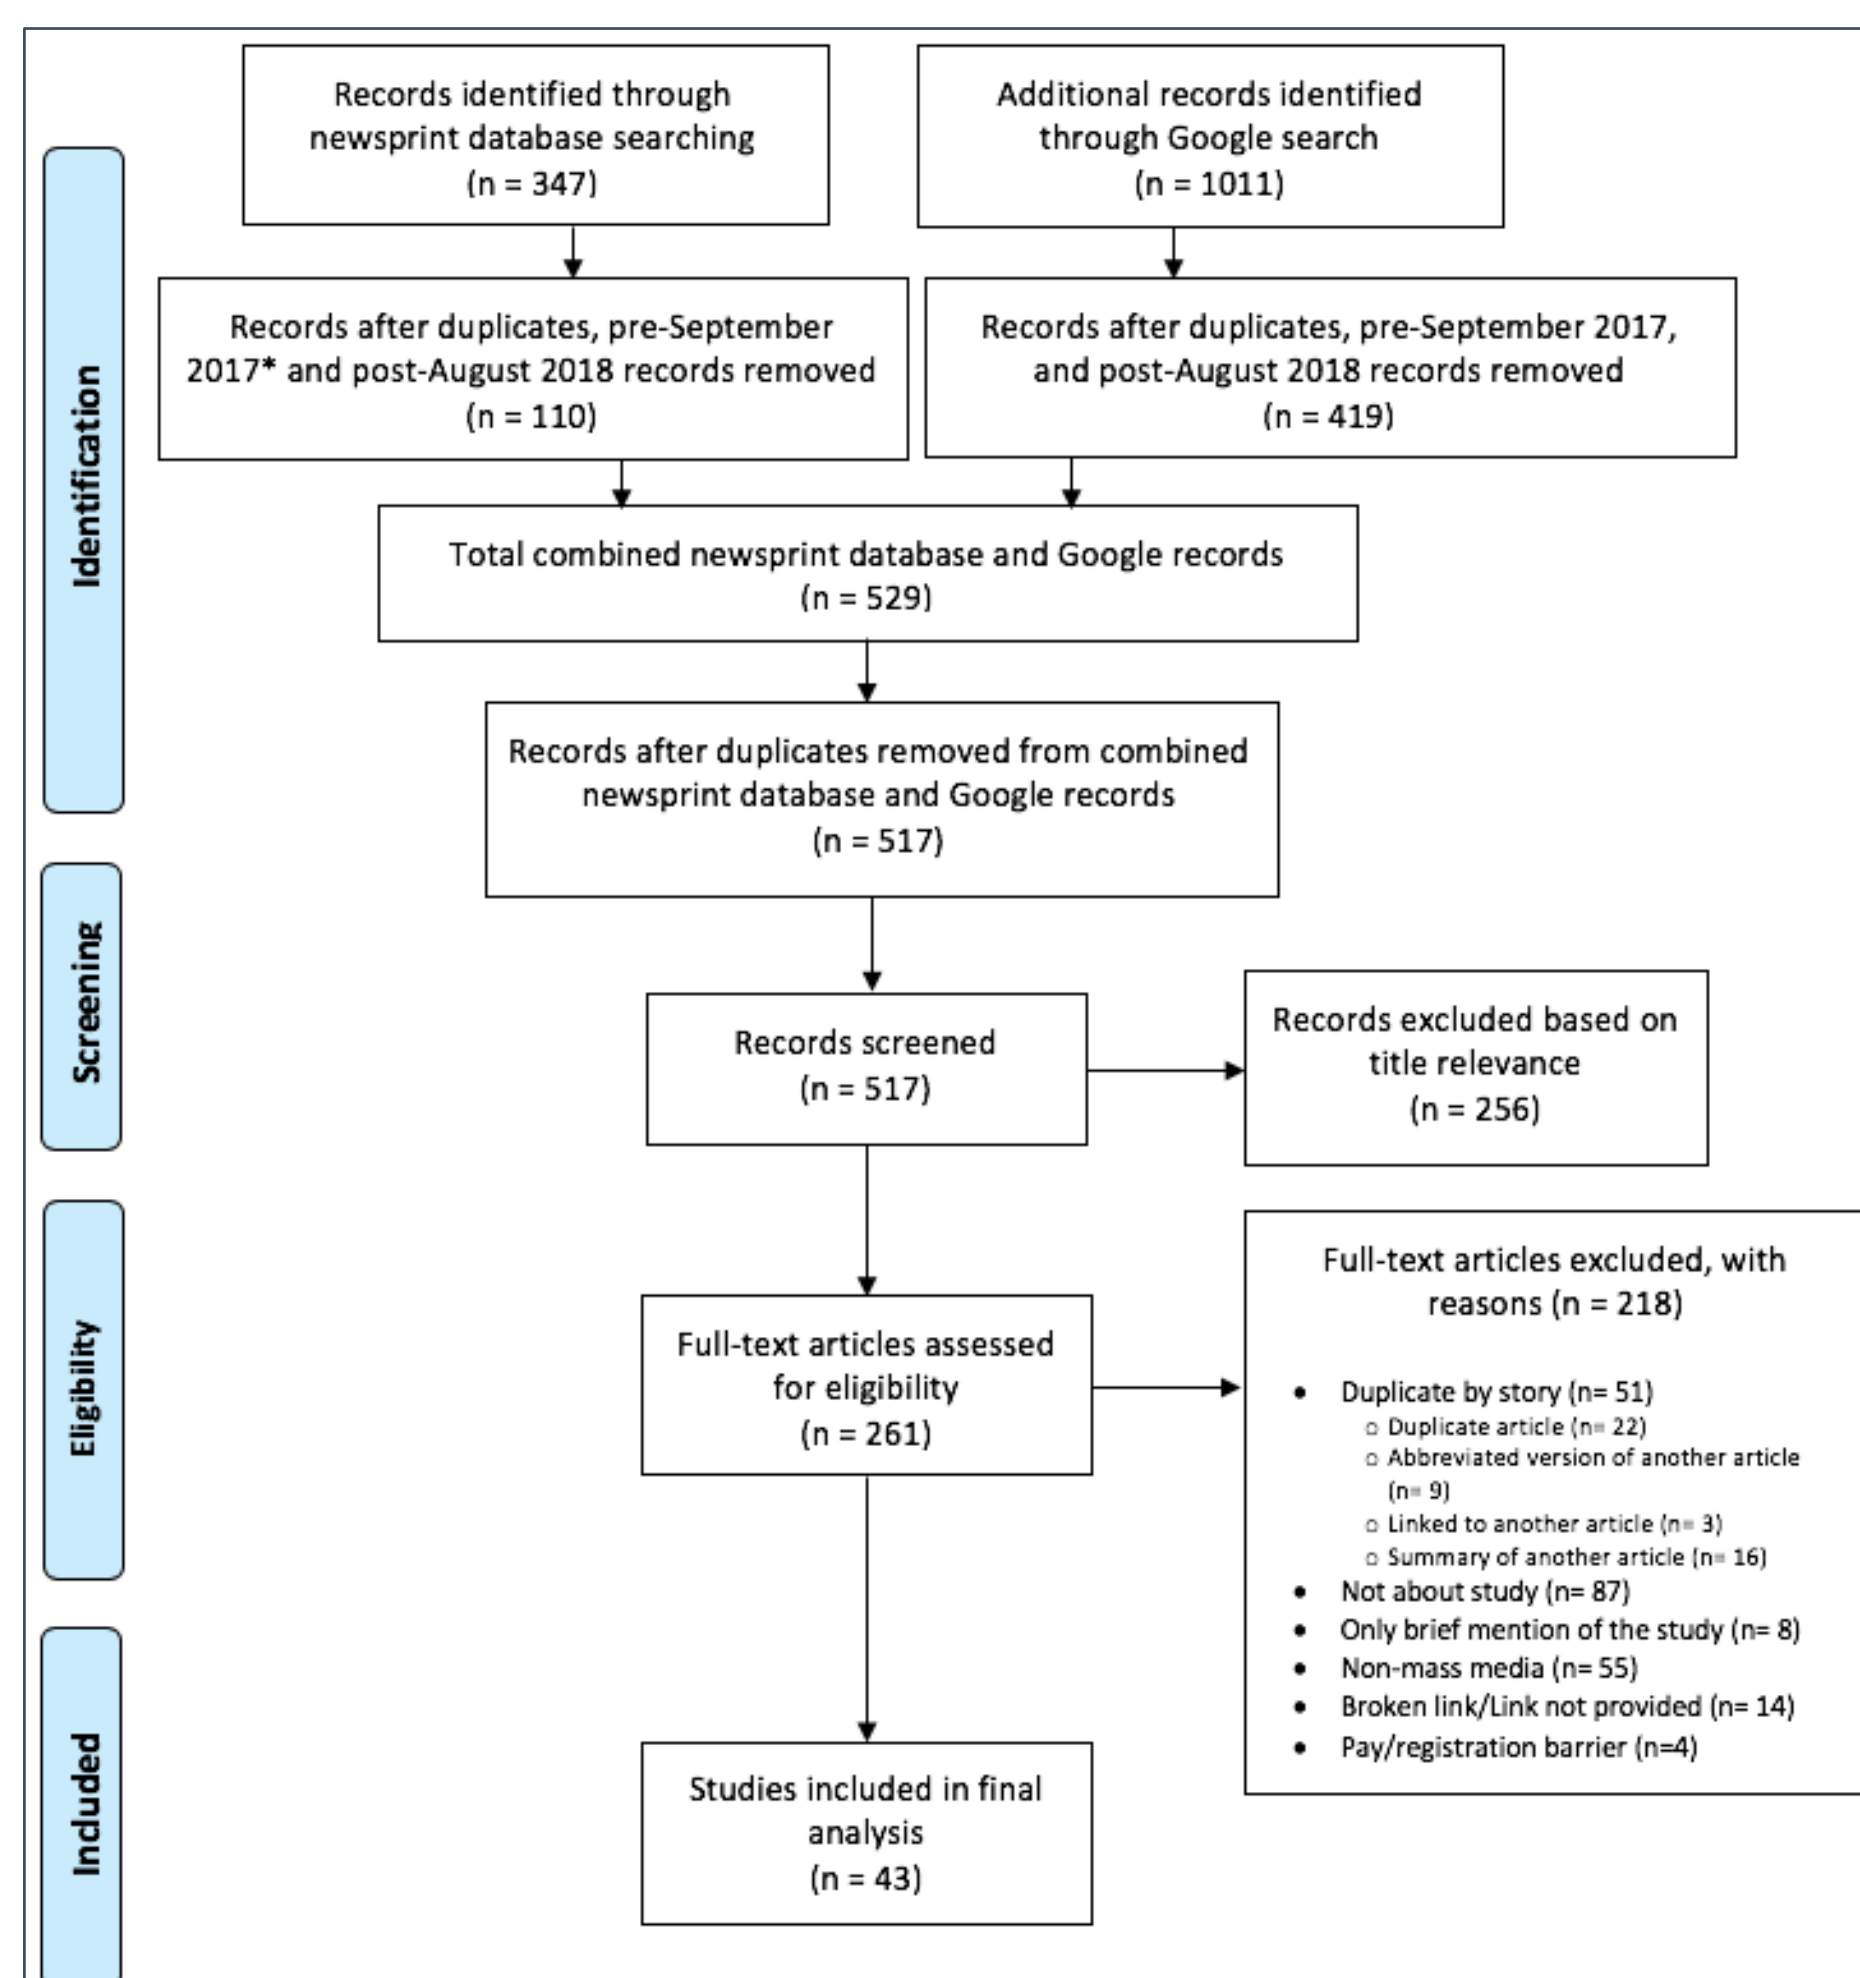 Records identified through
newsprint database searching
(n = 347)
Additional records identified
through Google search
(n = 1011)
Records after duplicates, pre-September
2017* and post-August 2018 records removed
(n = 110)
Records after duplicates, pre-September 2017,
and post-August 2018 records removed
(n = 419)
Identification
Total combined newsprint database and Google records
(n = 529)
Records after duplicates removed from combined
newsprint database and Google records
(n = 517)
Screening
Records screened
(n = 517)
Records excluded based on
title relevance
(n = 256)
Eligibility
Full-text articles assessed
for eligibility
(n = 261)
Full-text articles excluded, with
reasons (n = 218)
• Duplicate by story (n= 51)
o Duplicate article (n= 22)
o Abbreviated version of another article
(n= 9)
o Linked to another article (n= 3)
o Summary of another article (n= 16)
• Not about study (n= 87)
• Only brief mention of the study (n= 8)
• Non-mass media (n= 55)
• Broken link/Link not provided (n= 14)
• Pay/registration barrier (n=4)
Included
Studies included in final
analysis
(n = 43)